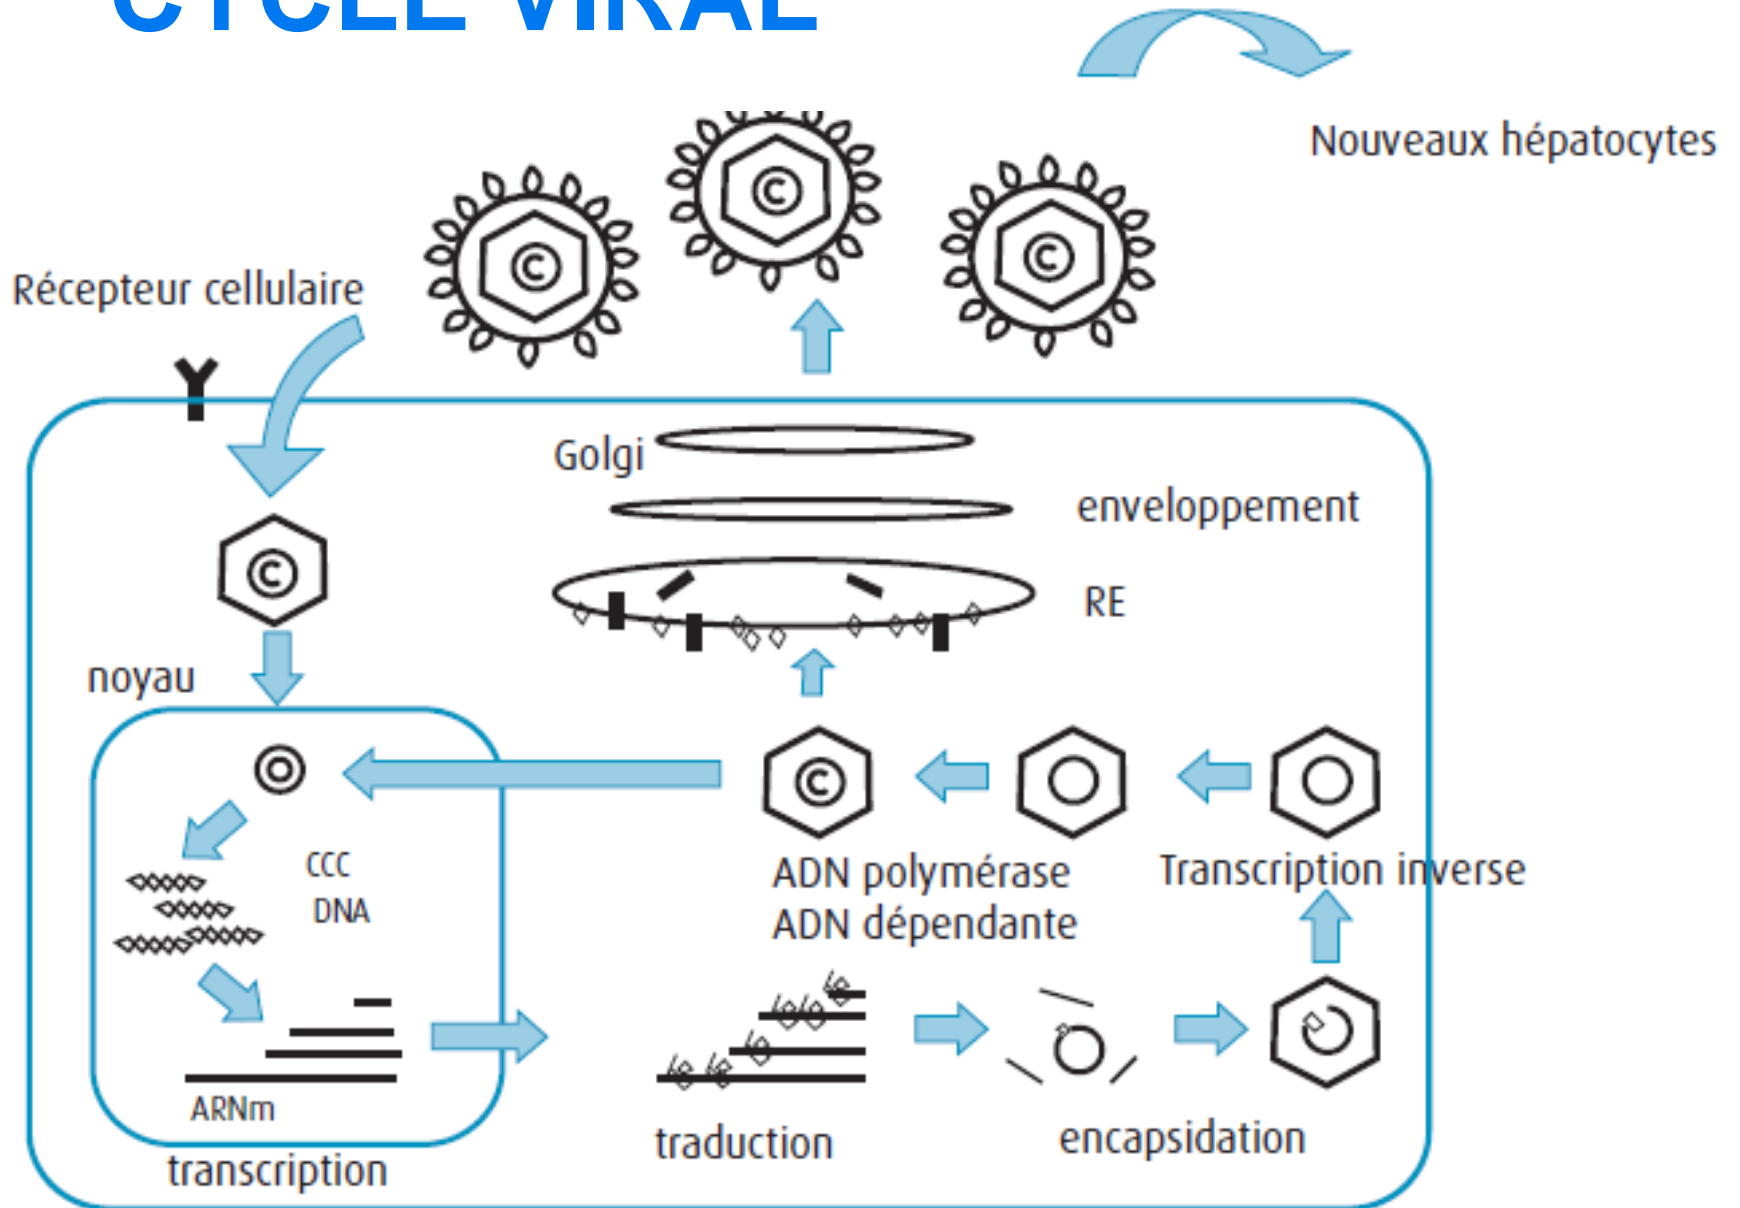 CYCLE VIRAL
Nouveaux hépatocytes
Récepteur cellulaire
C
C
C
Golgi
enveloppement
RE
C
noyau
C
CCC
DNA
ADN polymérase
ADN dépendante
Transcription inverse
ARNm
transcription
traduction
encapsidation